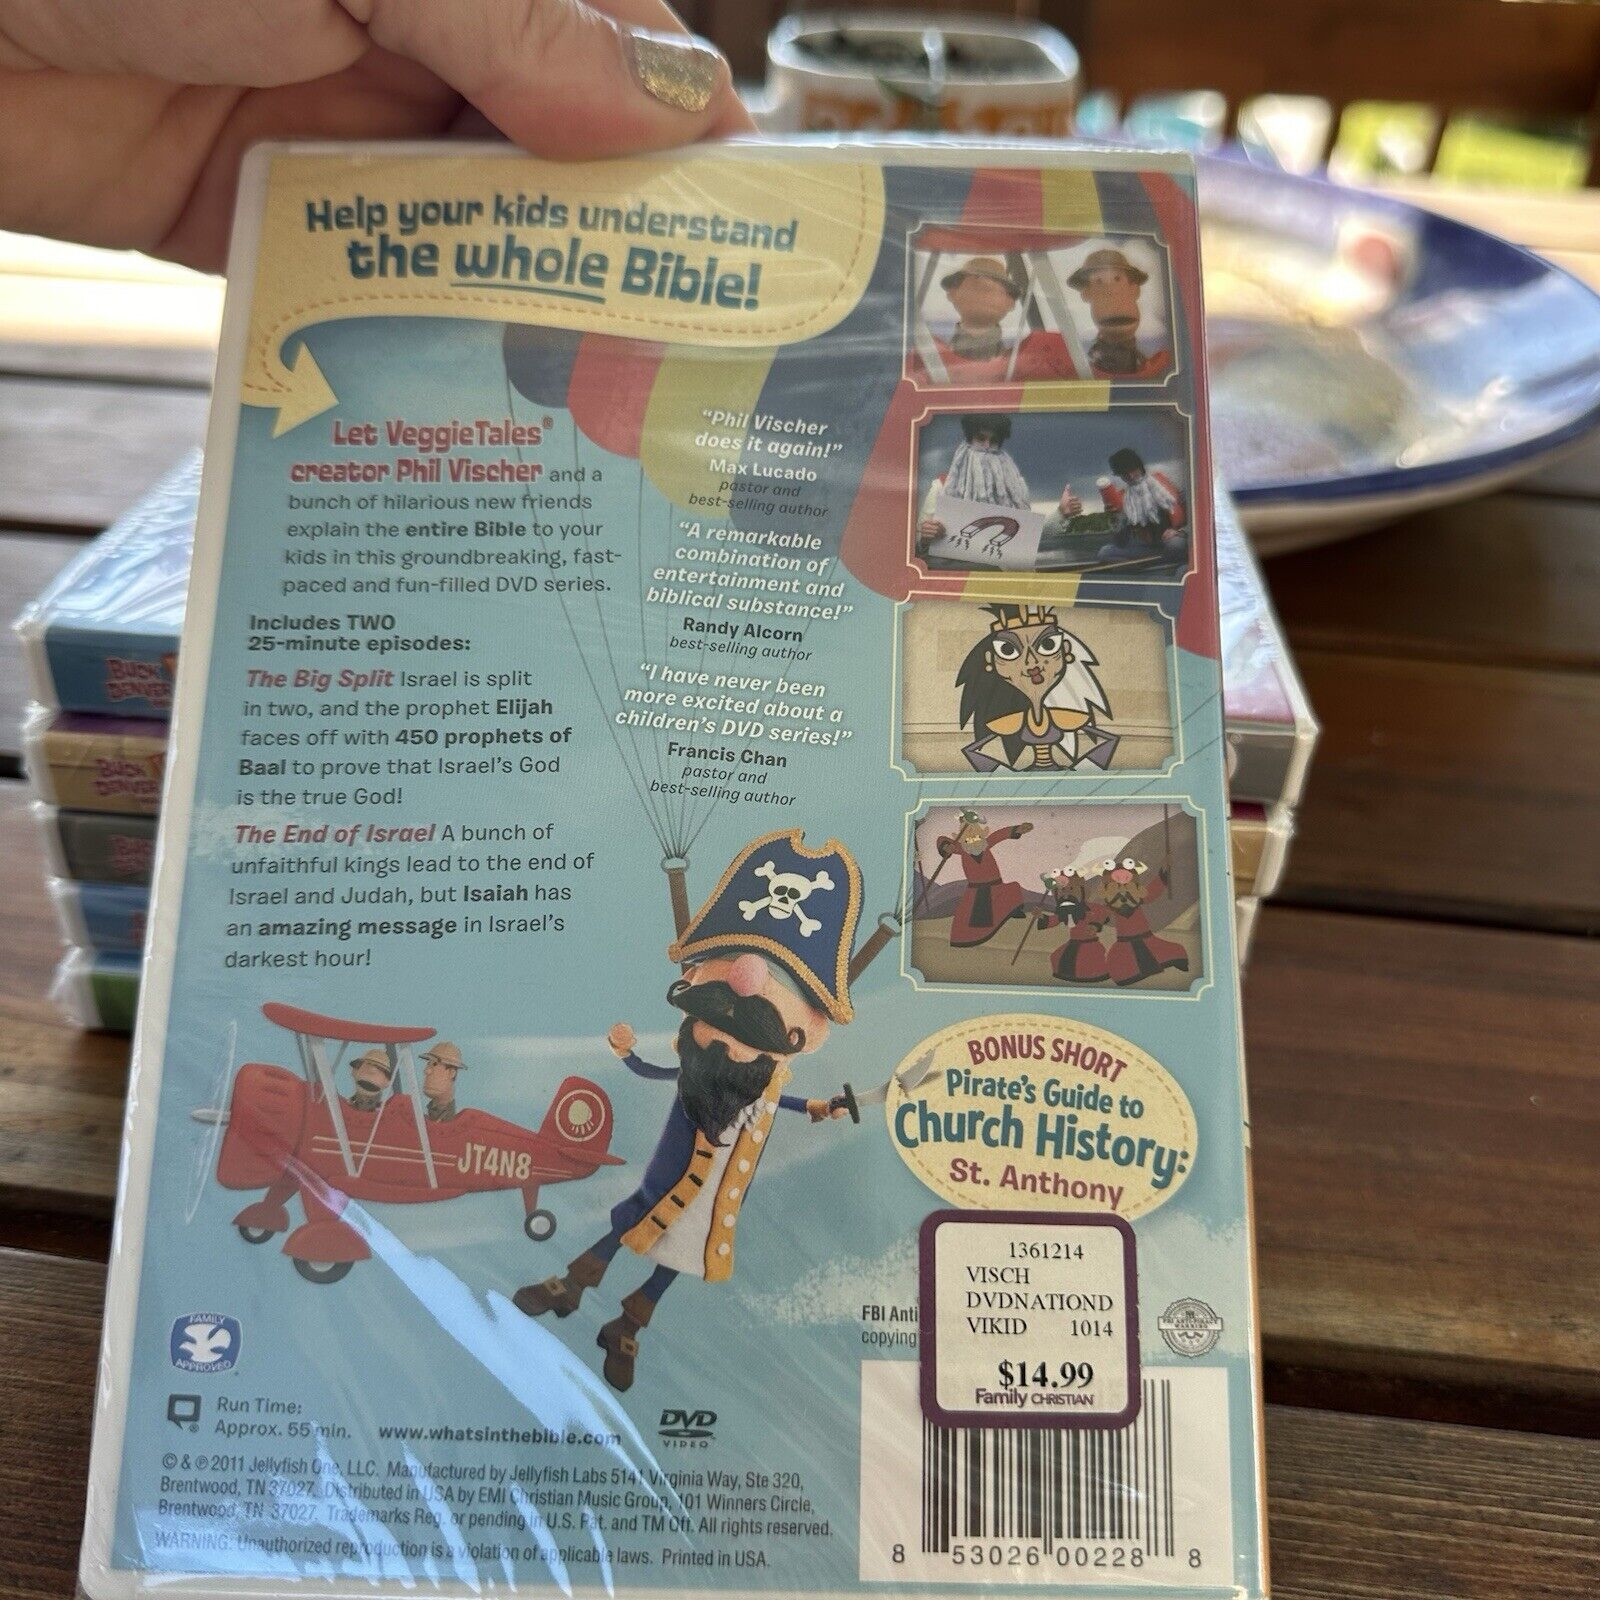 Help your kids understand
the whole Bible!
Let VeggieTales®
creator Phil Vischer and a
bunch of hilarious new friends
explain the entire Bible to your
kids in this groundbreaking, fast-
paced and fun-filled DVD series.
Includes TWO
25-minute episodes:
The Big Split Israel is split
in two, and the prophet Elijah
faces off with 450 prophets of
Baal to prove that Israel's God
is the true God!
The End of Israel A bunch of
unfaithful kings lead to the end of
Israel and Judah, but Isaiah has
an amazing message in Israel's
darkest hour!
"Phil Vischer
does it again!"
Max Lucado
pastor and
best-selling author
"A remarkable
combination of
entertainment and
biblical substance!"
Randy Alcorn
best-selling author
"I have never been
more excited about a
children's DVD series!"
Francis Chan
pastor and
best-selling author
JT4N8
BONUS SHORT
Pirate's Guide to
Church History:
St. Anthony
1361214
VISCH
DVDNATIOND
VIKID 1014
$14.99
Family CHRISTIAN
FBI Anti
copying
FBI ANTI-PIRACY
WARNING
FAMILY
APPROVED
Run Time:
Approx. 55 min.
www.whatsinthebible.com
DVD
VIDEO
© & ℗ 2011 Jellyfish One, LLC. Manufactured by Jellyfish Labs 5141 Virginia Way, Ste 320,
Brentwood, TN 37027. Distributed in USA by EMI Christian Music Group, 101 Winners Circle,
Brentwood, TN 37027. Trademarks Reg. or pending in U.S. Pat. and TM Off. All rights reserved.
WARNING: Unauthorized reproduction is a violation of applicable laws. Printed in USA.
8 53026 00228 8
BUCK
DENVER
BUCK
DENVER